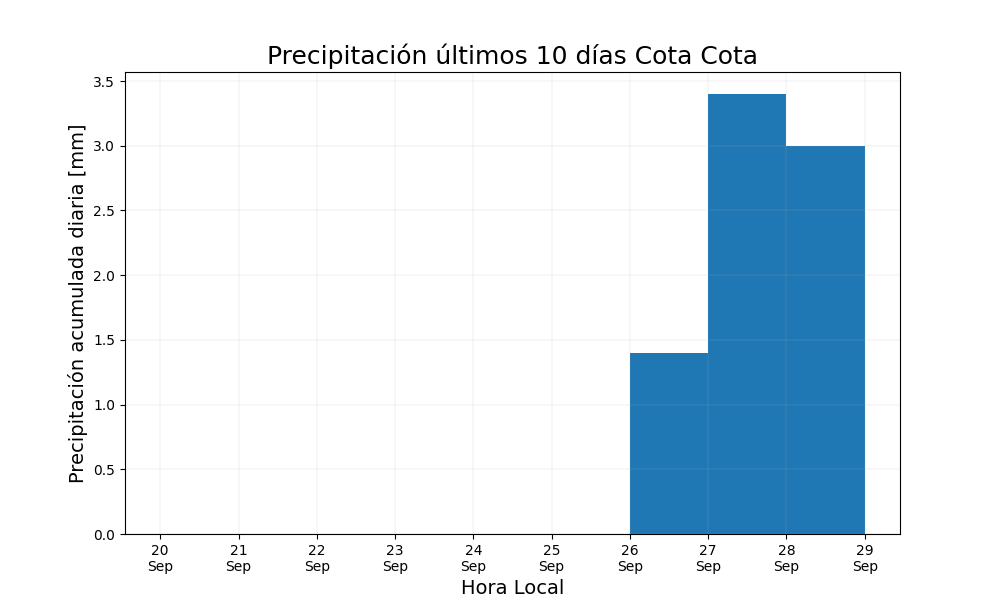 Precipitación últimos 10 días Cota Cota
Precipitación acumulada diaria [mm]
3.5
3.0
2.5
2.0
1.5
1.0
0.5
0.0
20 Sep
21 Sep
22 Sep
23 Sep
24 Sep
25 Sep
26 Sep
27 Sep
28 Sep
29 Sep
Hora Local